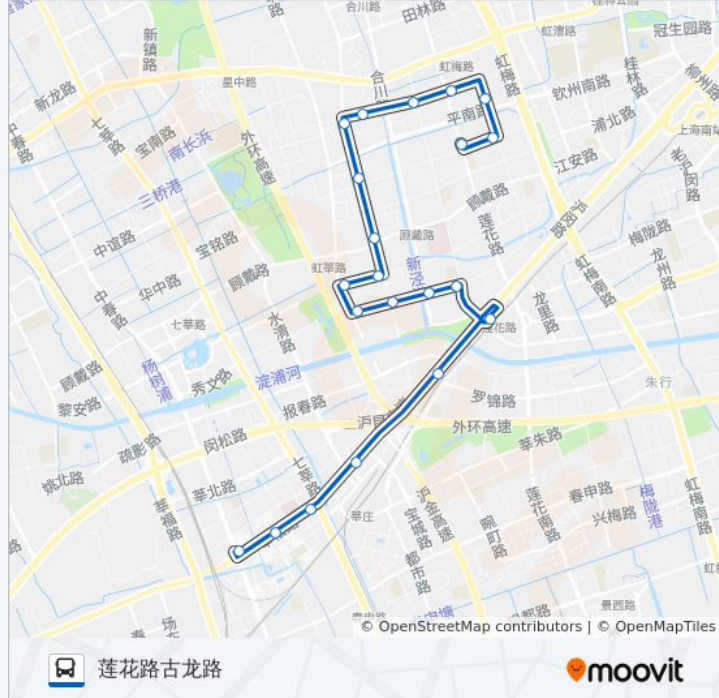 合川路
田林路
虹漕路
冠生园路
新镇路
星中路
合川路
虹梅路
虹梅路
桂林路
柳州路
新龙路
钦州南路
浦北路
七莘路
宝南路
南长浜
外环高速
平南路
上海南站
中春路
三桥港
江安路
老沪闵路
顾戴路
莲花路
沪闵路
中谊路
宝铭路
顾戴路
虹莘路
顾戴路
新泾
梅陇路
龙州路
华中路
中春路
虹梅南路
七莘路
水清路
莲花路
龙里路
杨树浦
顾戴路
秀文路
淀浦河
朱行
黎安路
报春路
罗锦路
疏影路
闵松路
外环高速
莘朱路
姚北路
七莘路
莘北路
沪金高速
莲花南路
春申路
梅陇港
虹梅南路
莘福路
莘庄
宝城路
畹町路
兴梅路
都市路
景西路
© OpenStreetMap contributors | © OpenMapTiles
莲花路古龙路
moovit